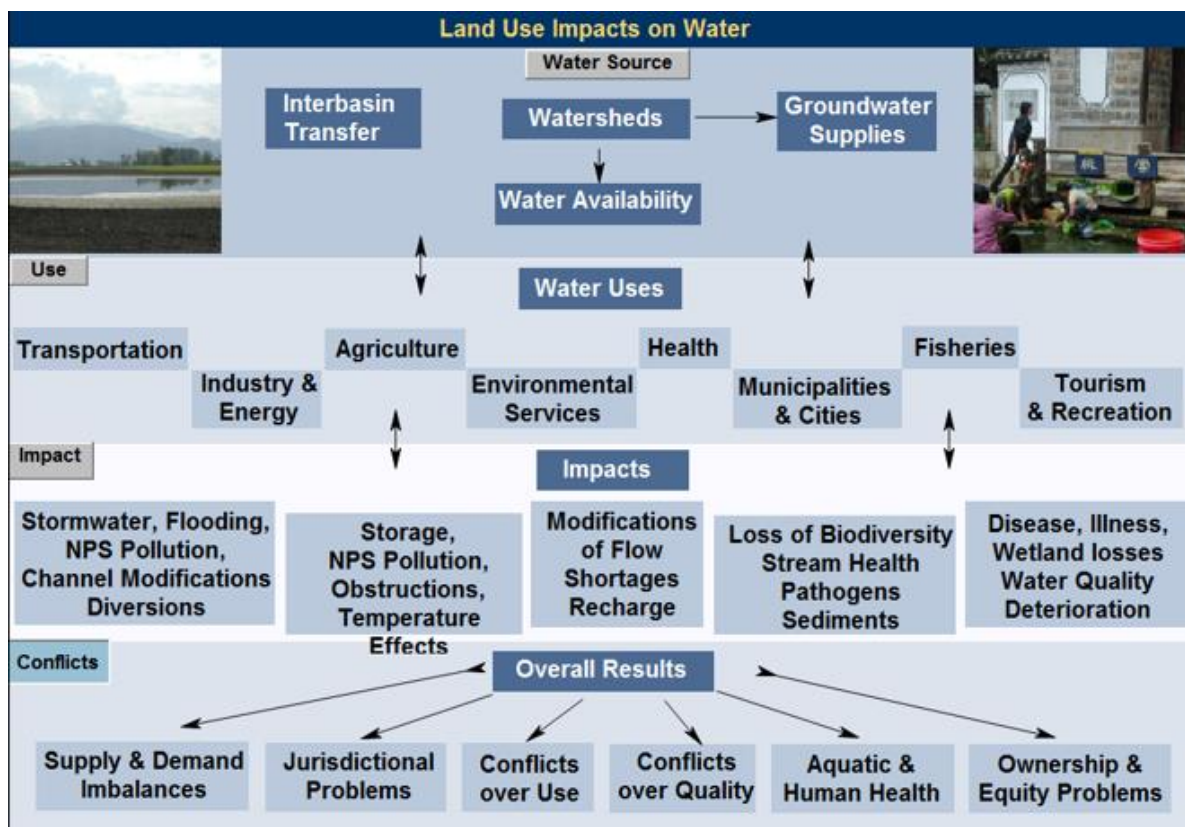 Land Use Impacts on Water
Water Source
Interbasin
Transfer
Watersheds
Groundwater
Supplies
Water Availability
Use
Water Uses
Transportation
Agriculture
Health
Fisheries
Industry &
Energy
Environmental
Services
Municipalities
& Cities
Tourism
& Recreation
Impact
Impacts
Stormwater, Flooding,
NPS Pollution,
Channel Modifications
Diversions
Storage,
NPS Pollution,
Obstructions,
Temperature
Effects
Modifications
of Flow
Shortages
Recharge
Loss of Biodiversity
Stream Health
Pathogens
Sediments
Disease, Illness,
Wetland losses
Water Quality
Deterioration
Conflicts
Overall Results
Supply & Demand
Imbalances
Jurisdictional
Problems
Conflicts
over Use
Conflicts
over Quality
Aquatic &
Human Health
Ownership &
Equity Problems